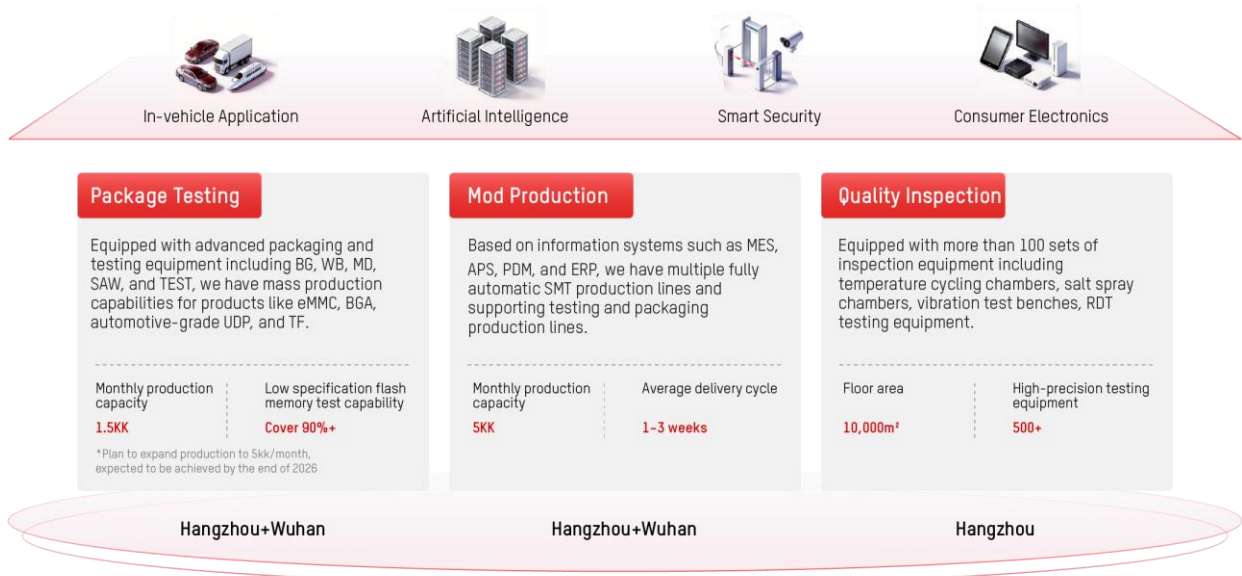 In-vehicle Application
Artificial Intelligence
Smart Security
Consumer Electronics
Package Testing
Equipped with advanced packaging and
testing equipment including BG, WB, MD,
SAW, and TEST, we have mass production
capabilities for products like eMMC, BGA,
automotive-grade UDP, and TF.
Monthly production
capacity
1.5KK
Low specification flash
memory test capability
Cover 90%+
*Plan to expand production to 5kk/month,
expected to be achieved by the end of 2026
Mod Production
Based on information systems such as MES,
APS, PDM, and ERP, we have multiple fully
automatic SMT production lines and
supporting testing and packaging
production lines.
Monthly production
capacity
5KK
Average delivery cycle
1~3 weeks
Quality Inspection
Equipped with more than 100 sets of
inspection equipment including
temperature cycling chambers, salt spray
chambers, vibration test benches, RDT
testing equipment.
Floor area
10,000m²
High-precision testing
equipment
500+
Hangzhou+Wuhan
Hangzhou+Wuhan
Hangzhou